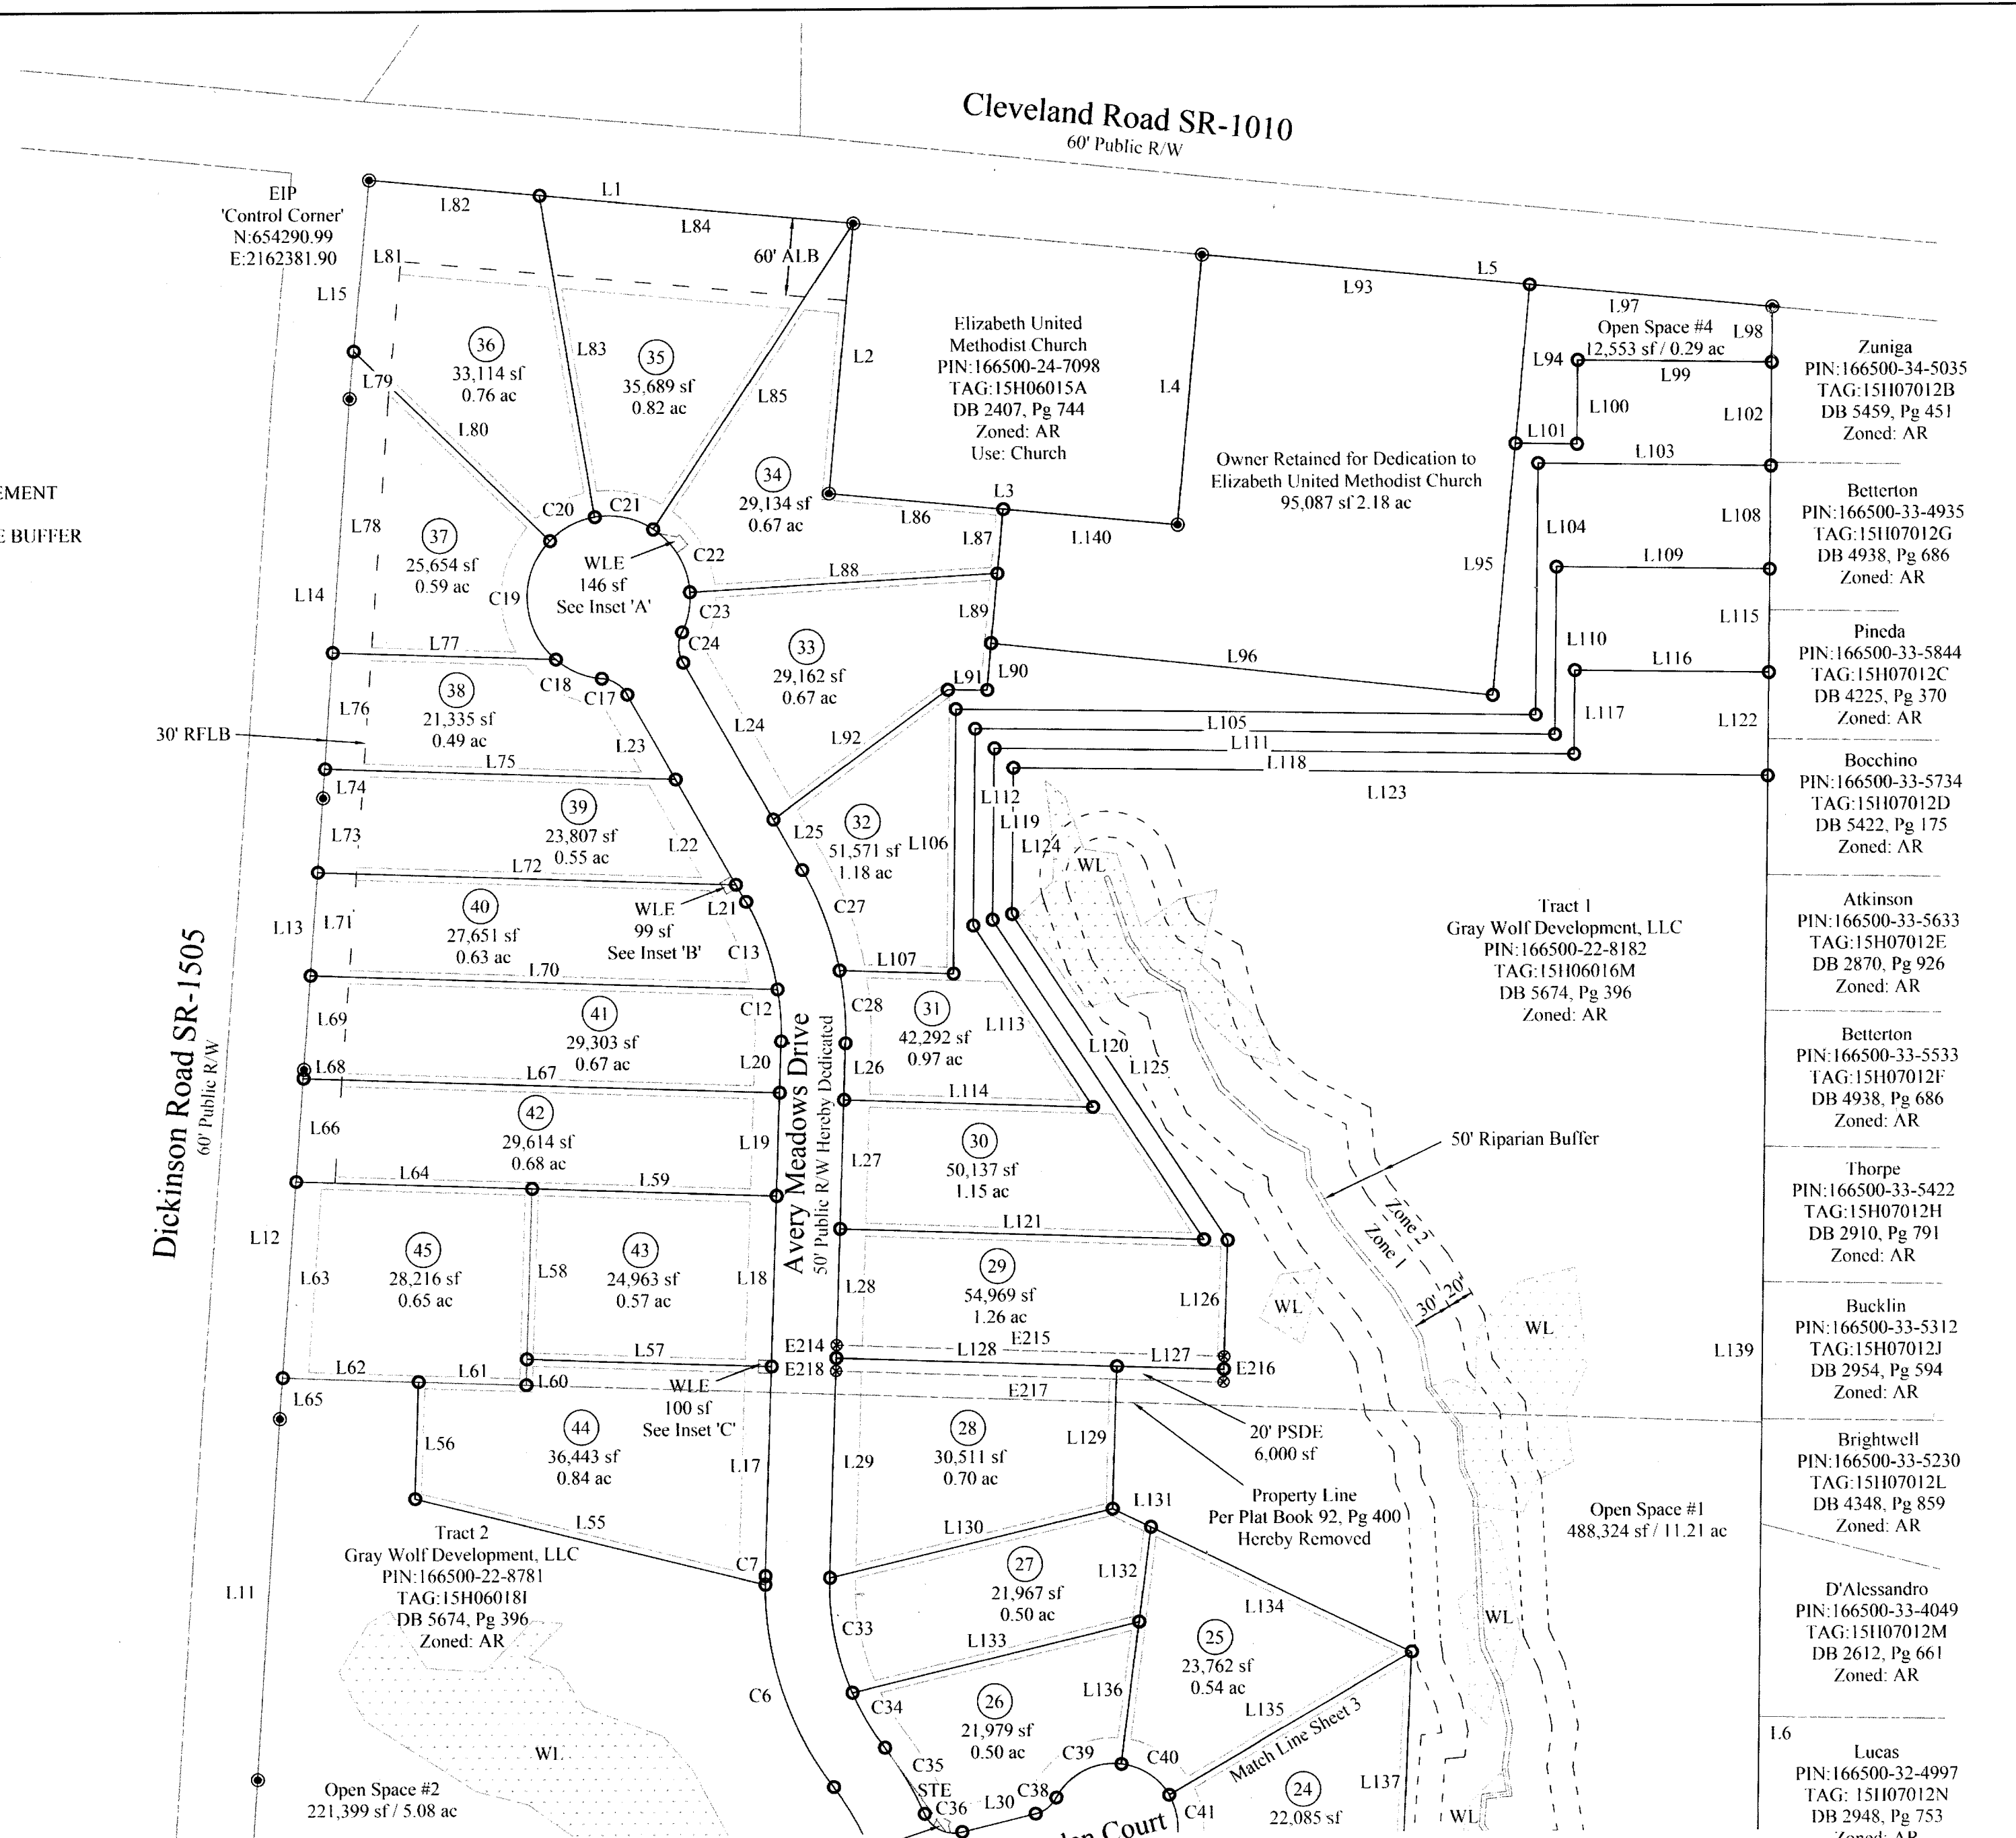 Cleveland Road SR-1010
60' Public R/W
EIP
'Control Corner'
N:654290.99
E:2162381.90
L82
L1
L84
L81
60' ALB
L15
L5
L93
L97
Open Space #4
12,553 sf / 0.29 ac
L98
L94
L99
L100
L102
L101
L103
36
33,114 sf
0.76 ac
L83
35
35,689 sf
0.82 ac
L85
L2
Elizabeth United
Methodist Church
PIN:166500-24-7098
TAG:15H06015A
DB 2407, Pg 744
Zoned: AR
Use: Church
L4
Owner Retained for Dedication to
Elizabeth United Methodist Church
95,087 sf 2.18 ac
Zuniga
PIN:166500-34-5035
TAG:15H07012B
DB 5459, Pg 451
Zoned: AR
L79
L80
EMENT
E BUFFER
L78
37
25,654 sf
0.59 ac
L14
C20
C21
C19
WLE
146 sf
See Inset 'A'
C22
34
29,134 sf
0.67 ac
L3
L86
L87
L140
L88
C23
C24
L89
L95
L104
L109
L108
L110
L115
L116
Betterton
PIN:166500-33-4935
TAG:15H07012G
DB 4938, Pg 686
Zoned: AR
L77
C18
C17
38
21,335 sf
0.49 ac
L76
30' RFLB
L23
L24
33
29,162 sf
0.67 ac
L91
L90
L96
L92
L105
L111
L118
L123
L117
L122
Pineda
PIN:166500-33-5844
TAG:15H07012C
DB 4225, Pg 370
Zoned: AR
L75
L74
39
23,807 sf
0.55 ac
L73
L72
L22
L25
32
51,571 sf
1.18 ac
L106
L112
L119
L124
WL
Bocchino
PIN:166500-33-5734
TAG:15H07012D
DB 5422, Pg 175
Zoned: AR
L13
L71
40
27,651 sf
0.63 ac
WLE
99 sf
See Inset 'B'
L21
C13
C27
L107
L70
C12
Tract 1
Gray Wolf Development, LLC
PIN:166500-22-8182
TAG:15H06016M
DB 5674, Pg 396
Zoned: AR
Atkinson
PIN:166500-33-5633
TAG:15H07012E
DB 2870, Pg 926
Zoned: AR
Dickinson Road SR-1505
60' Public R/W
L69
L68
41
29,303 sf
0.67 ac
L67
L20
C28
L26
31
42,292 sf
0.97 ac
L113
L114
L120
L125
Betterton
PIN:166500-33-5533
TAG:15H07012F
DB 4938, Pg 686
Zoned: AR
Avery Meadows Drive
50' Public R/W Hereby Dedicated
L66
42
29,614 sf
0.68 ac
L64
L59
L19
L27
30
50,137 sf
1.15 ac
L121
50' Riparian Buffer
Zone 2
Zone 1
Thorpe
PIN:166500-33-5422
TAG:15H07012H
DB 2910, Pg 791
Zoned: AR
L12
L63
45
28,216 sf
0.65 ac
L58
43
24,963 sf
0.57 ac
L18
L28
29
54,969 sf
1.26 ac
L126
WL
30'
20'
WL
L139
Bucklin
PIN:166500-33-5312
TAG:15H07012J
DB 2954, Pg 594
Zoned: AR
L57
E214
E215
L128
L127
E216
E218
E217
L62
L61
L60
L65
WLE
100 sf
See Inset 'C'
L56
44
36,443 sf
0.84 ac
L17
L29
28
30,511 sf
0.70 ac
L129
20' PSDE
6,000 sf
Property Line
Per Plat Book 92, Pg 400
Hereby Removed
Open Space #1
488,324 sf / 11.21 ac
Brightwell
PIN:166500-33-5230
TAG:15H07012L
DB 4348, Pg 859
Zoned: AR
L55
L130
L131
C7
L11
Tract 2
Gray Wolf Development, LLC
PIN:166500-22-8781
TAG:15H06018I
DB 5674, Pg 396
Zoned: AR
27
21,967 sf
0.50 ac
L132
L134
C33
L133
WL
D'Alessandro
PIN:166500-33-4049
TAG:15H07012M
DB 2612, Pg 661
Zoned: AR
25
23,762 sf
0.54 ac
C6
C34
26
21,979 sf
0.50 ac
L136
L135
Match Line Sheet 3
L6
WL
Open Space #2
221,399 sf / 5.08 ac
C35
STE
C36
L30
C38
C39
C40
C41
Court
24
22,085 sf
L137
WL
Lucas
PIN:166500-32-4997
TAG: 15H07012N
DB 2948, Pg 753
Zoned: AR